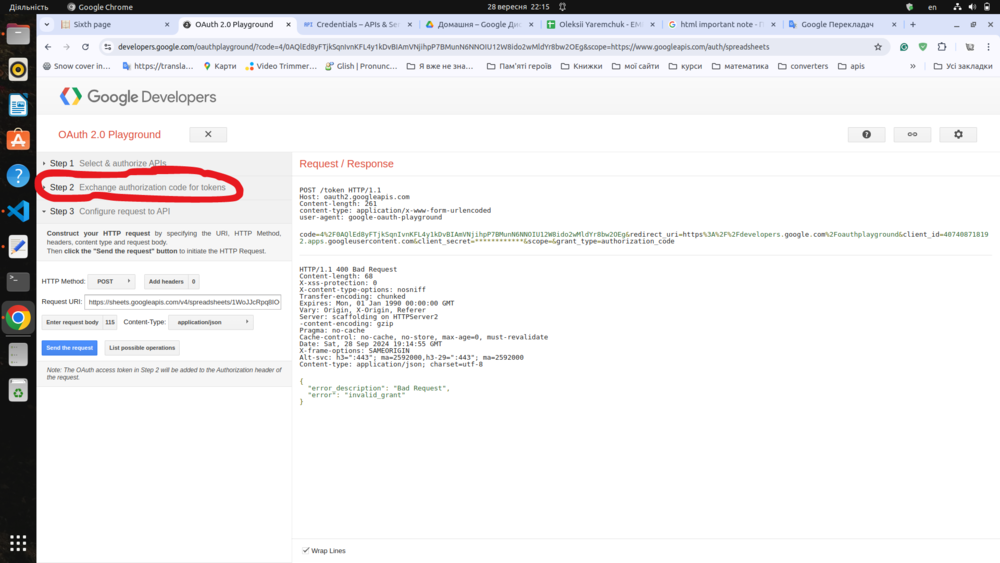 Діяльність
Google Chrome
28 вересня 22:15
en
Sixth page
OAuth 2.0 Playground
Credentials – APIs & Ser
Домашня – Google Дис
Oleksii Yaremchuk - EM
html important note - П
Google Перекладач
developers.google.com/oauthplayground/?code=4/0AQlEd8yFTjkSqnIvnKFL4y1kDvBIAmVNjihpP7BMunN6NNOIU12W8ido2wMldYr8bw2OEg&scope=https://www.googleapis.com/auth/spreadsheets
Snow cover in...
https://transla...
Карти
Video Trimmer...
Glish | Pronunc...
Я вже не зна...
Пам'яті героїв
Книжки
мої сайти
курси
математика
converters
apis
»
Усі закладки
Google Developers
OAuth 2.0 Playground
Step 1 Select & authorize APIs
Step 2 Exchange authorization code for tokens
Step 3 Configure request to API
Construct your HTTP request by specifying the URI, HTTP Method, headers, content type and request body.
Then click the "Send the request" button to initiate the HTTP Request.
HTTP Method: POST Add headers 0
Request URI: https://sheets.googleapis.com/v4/spreadsheets/1WoJJcRpq8IO
Enter request body 115 Content-Type: application/json
Send the request List possible operations
Note: The OAuth access token in Step 2 will be added to the Authorization header of the request.
Request / Response
POST /token HTTP/1.1
Host: oauth2.googleapis.com
Content-length: 261
content-type: application/x-www-form-urlencoded
user-agent: google-oauth-playground
code=4%2F0AQlEd8yFTjkSqnIvnKFL4y1kDvBIAmVNjihpP7BMunN6NNOIU12W8ido2wMldYr8bw2OEg&redirect_uri=https%3A%2F%2Fdevelopers.google.com%2Foauthplayground&client_id=40740871819
2.apps.googleusercontent.com&client_secret=************&scope=&grant_type=authorization_code
HTTP/1.1 400 Bad Request
Content-length: 68
X-xss-protection: 0
X-content-type-options: nosniff
Transfer-encoding: chunked
Expires: Mon, 01 Jan 1990 00:00:00 GMT
Vary: Origin, X-Origin, Referer
Server: scaffolding on HTTPServer2
-content-encoding: gzip
Pragma: no-cache
Cache-control: no-cache, no-store, max-age=0, must-revalidate
Date: Sat, 28 Sep 2024 19:14:55 GMT
X-frame-options: SAMEORIGIN
Alt-svc: h3=":443"; ma=2592000,h3-29=":443"; ma=2592000
Content-type: application/json; charset=utf-8
{
"error_description": "Bad Request",
"error": "invalid_grant"
}
Wrap Lines